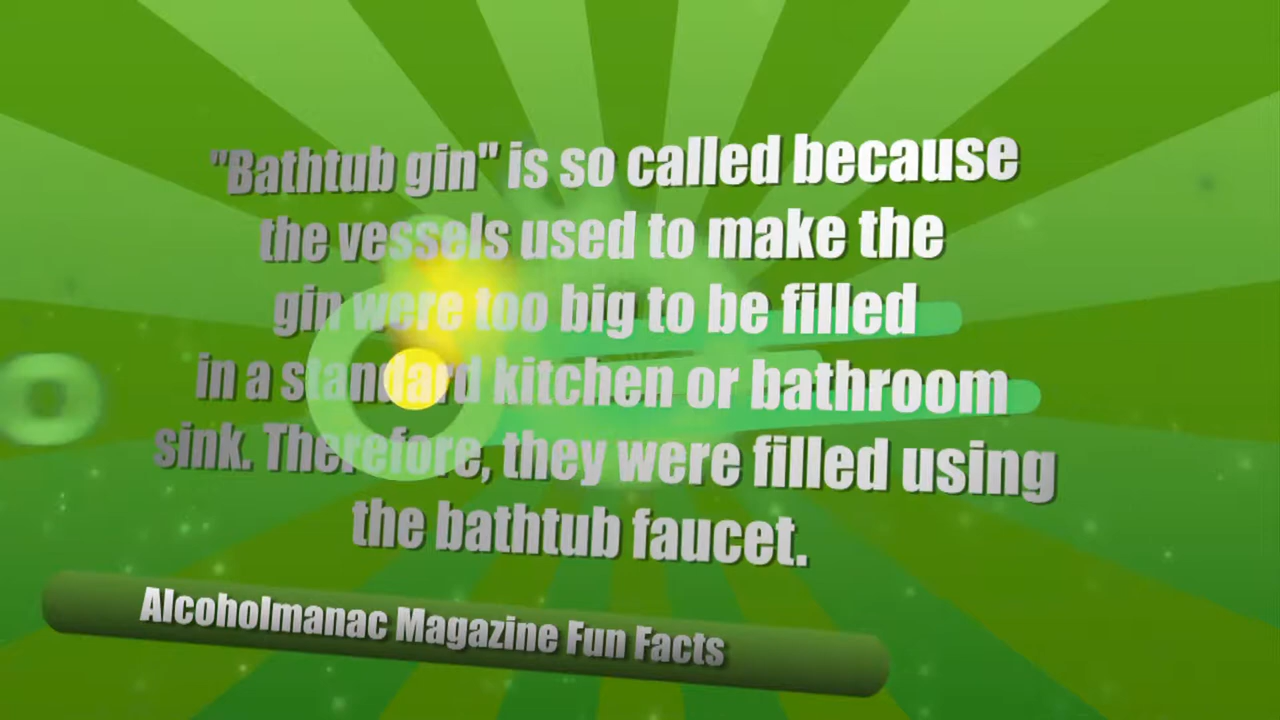 "Bathtub gin" is so called because
the vessels used to make the
gin were too big to be filled
in a standard kitchen or bathroom
sink. Therefore, they were filled using
the bathtub faucet.
Alcoholmanac Magazine Fun Facts